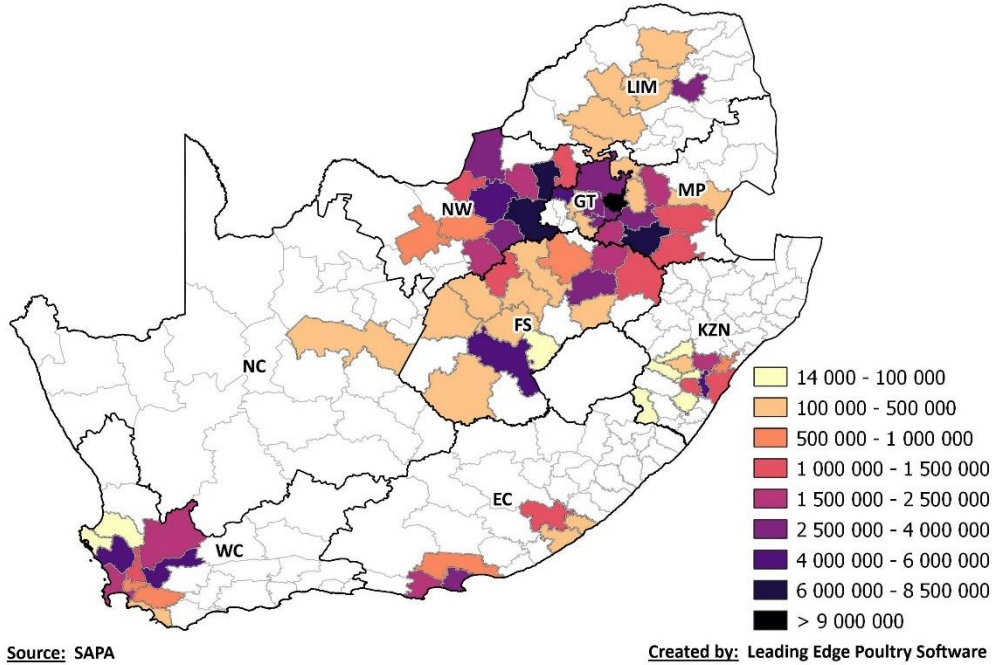 LIM
MP
GT
NW
FS
KZN
NC
EC
WC
14 000 - 100 000
100 000 - 500 000
500 000 - 1 000 000
1 000 000 - 1 500 000
1 500 000 - 2 500 000
2 500 000 - 4 000 000
4 000 000 - 6 000 000
6 000 000 - 8 500 000
> 9 000 000
Source: SAPA
Created by: Leading Edge Poultry Software